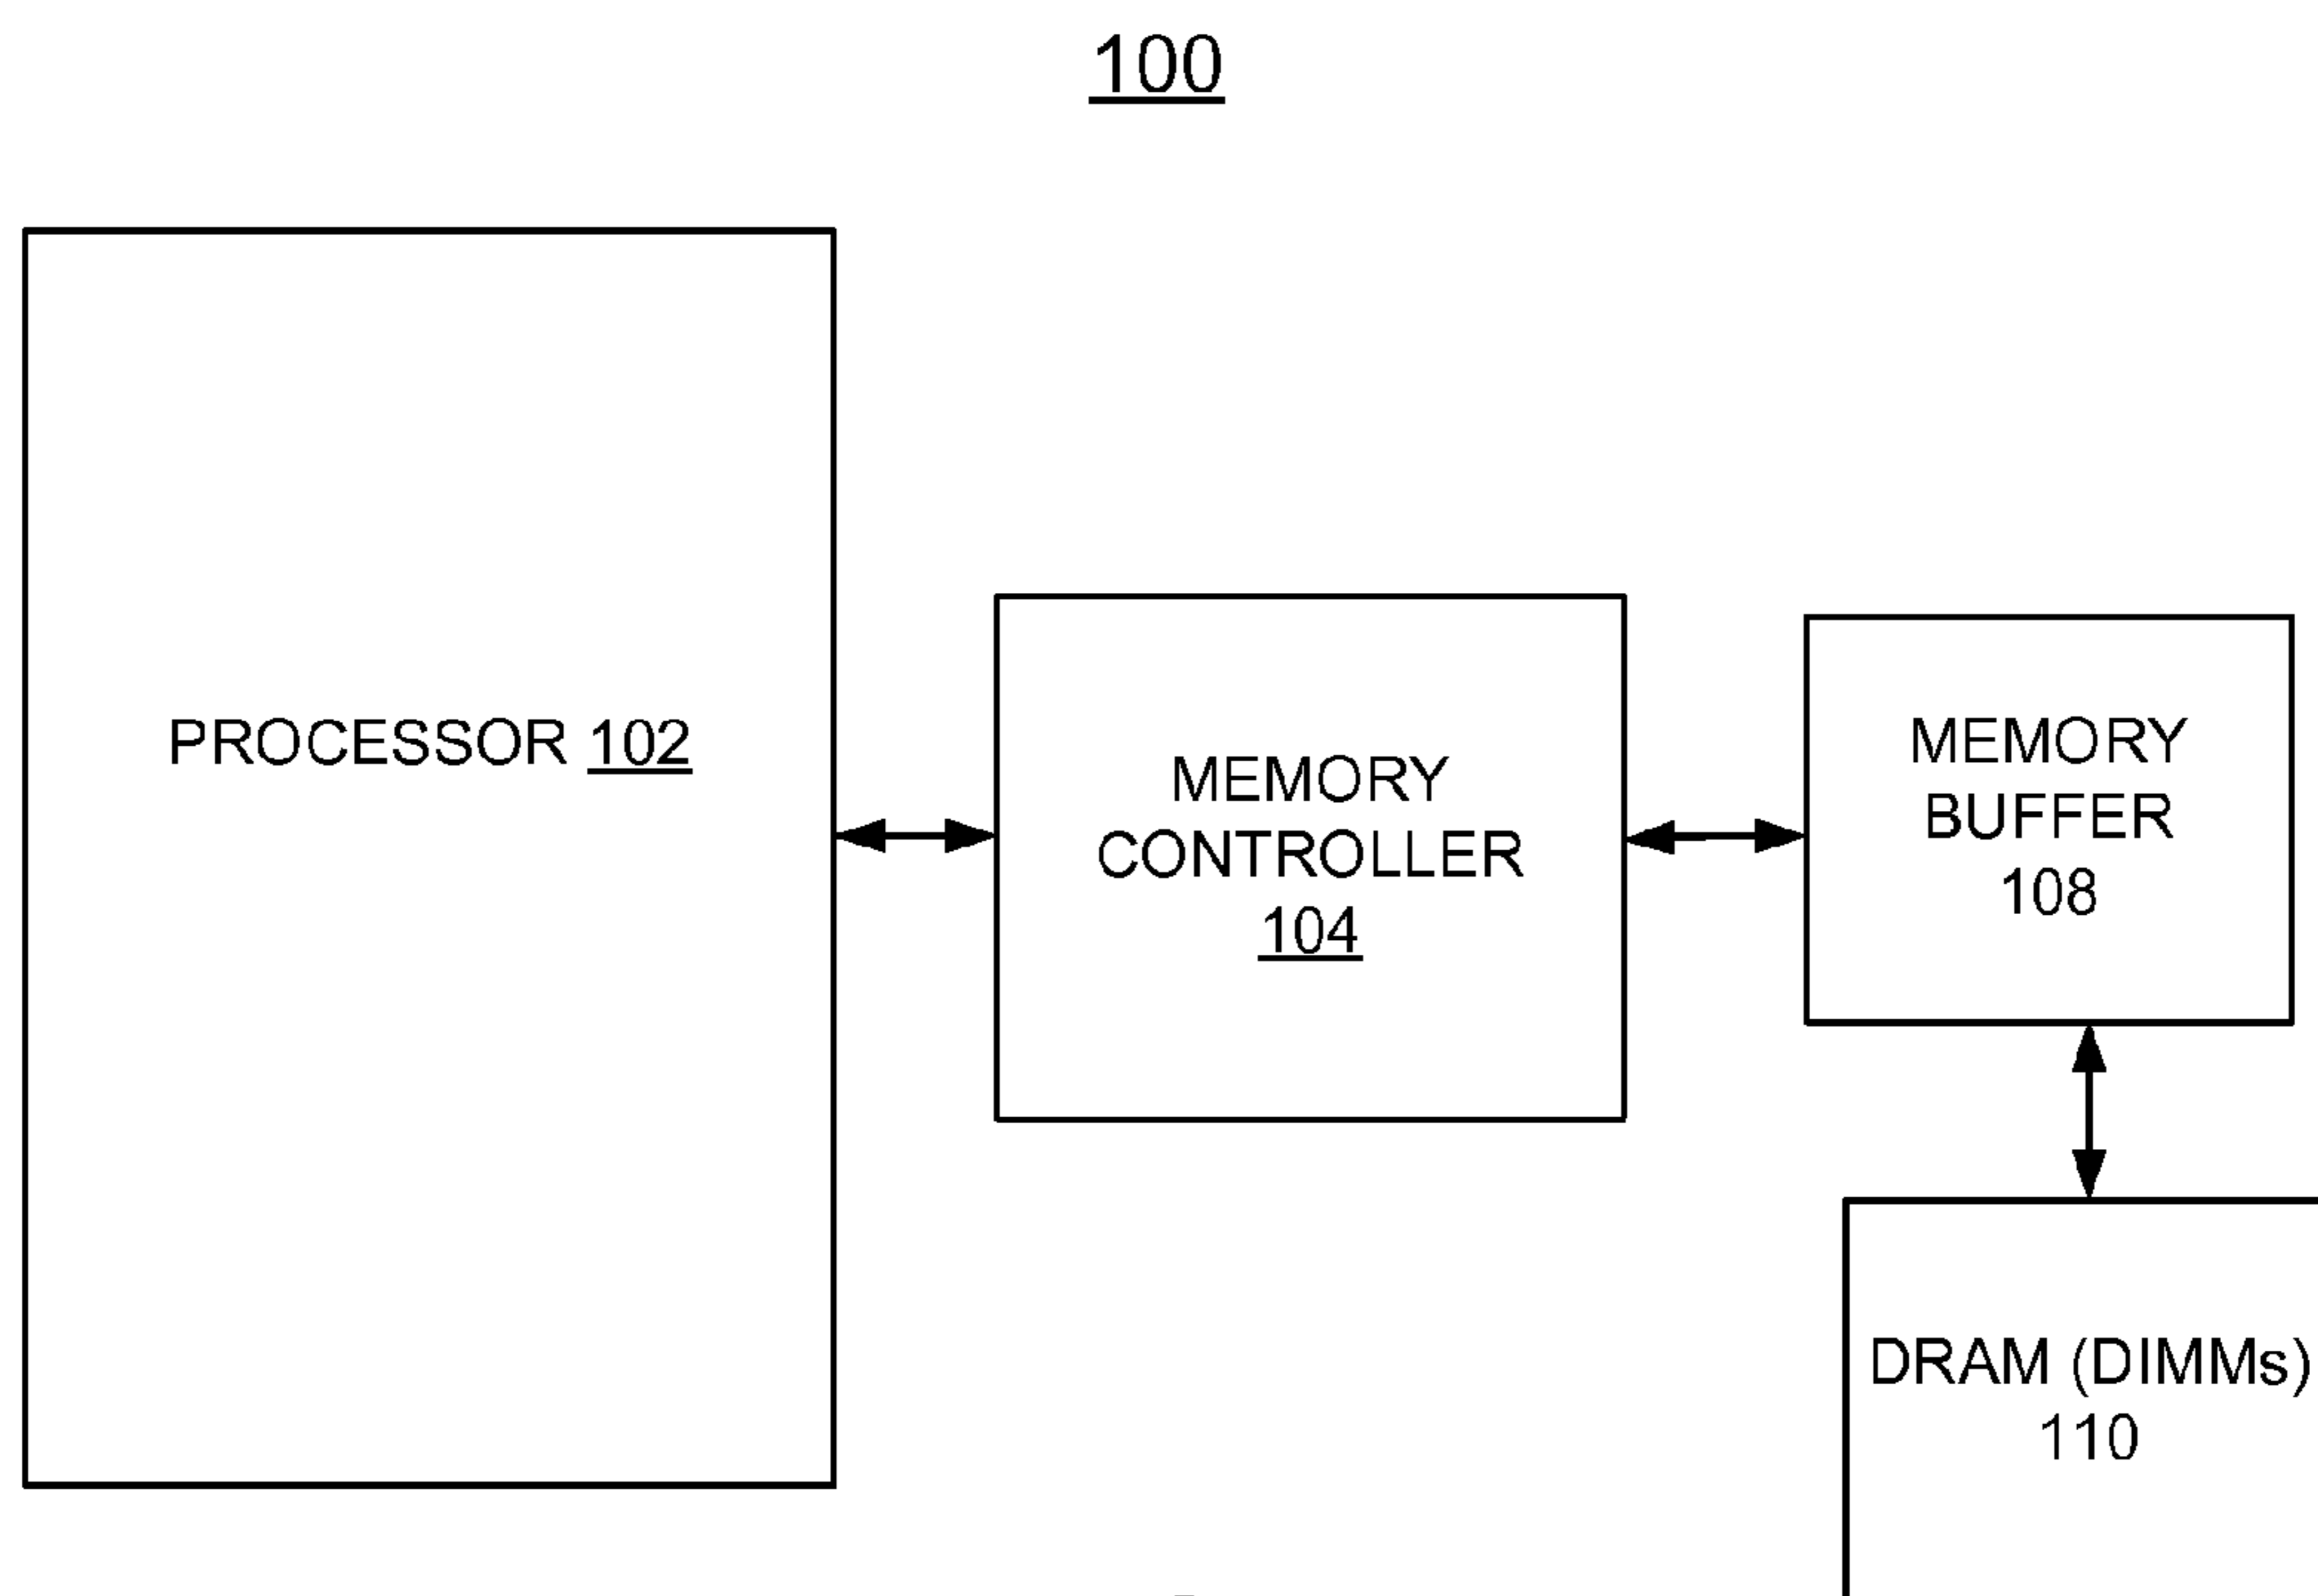 100
PROCESSOR 102
MEMORY
CONTROLLER
104
MEMORY
BUFFER
108
DRAM (DIMMs)
110